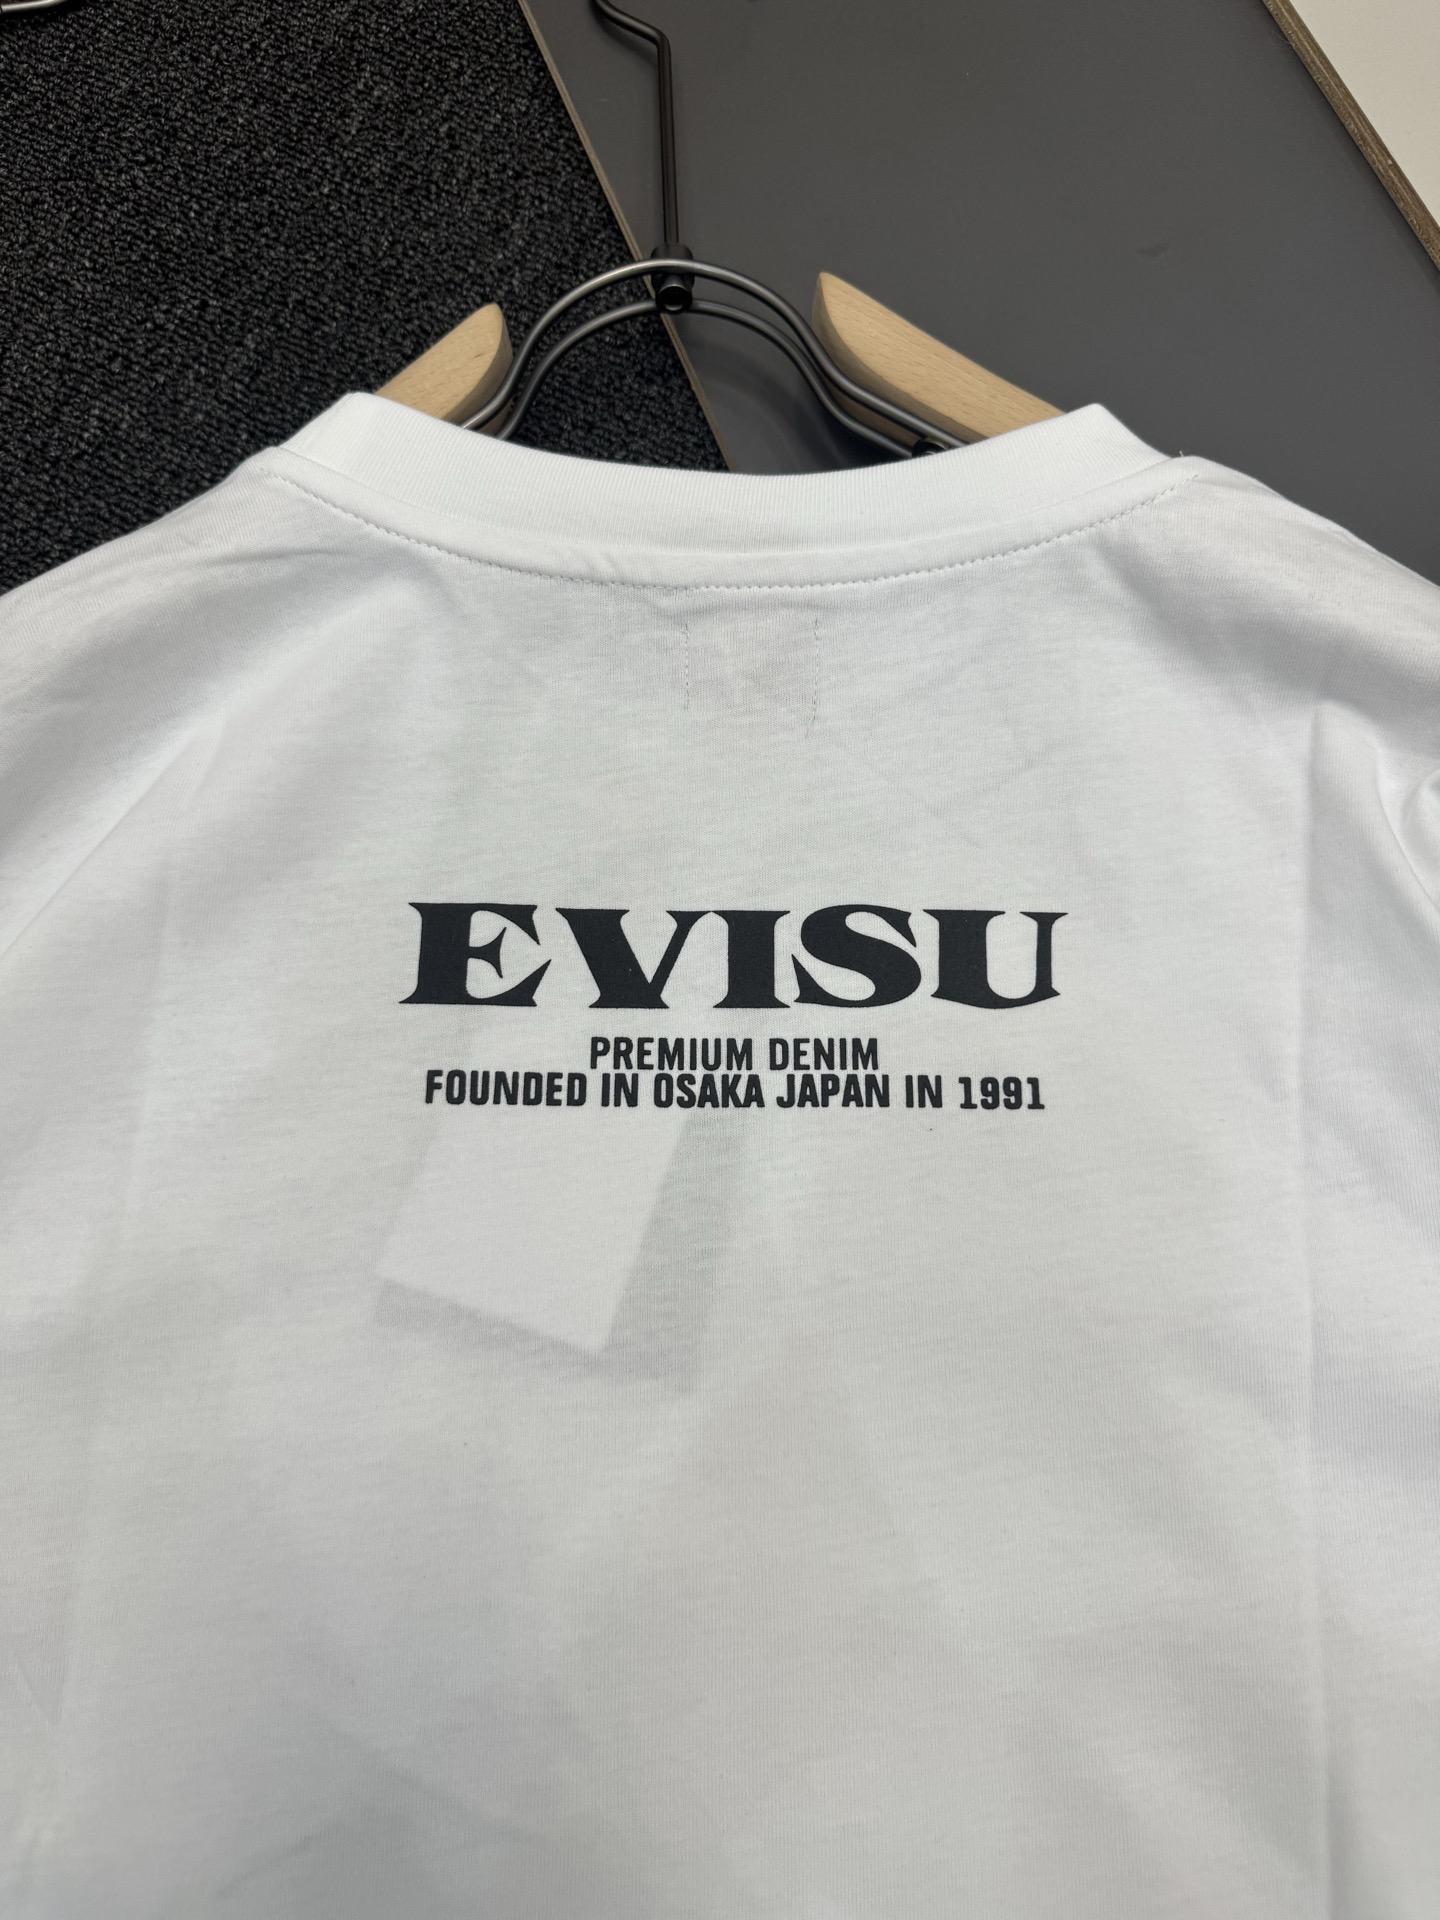 EVISU
PREMIUM DENIM
FOUNDED IN OSAKA JAPAN IN 1991